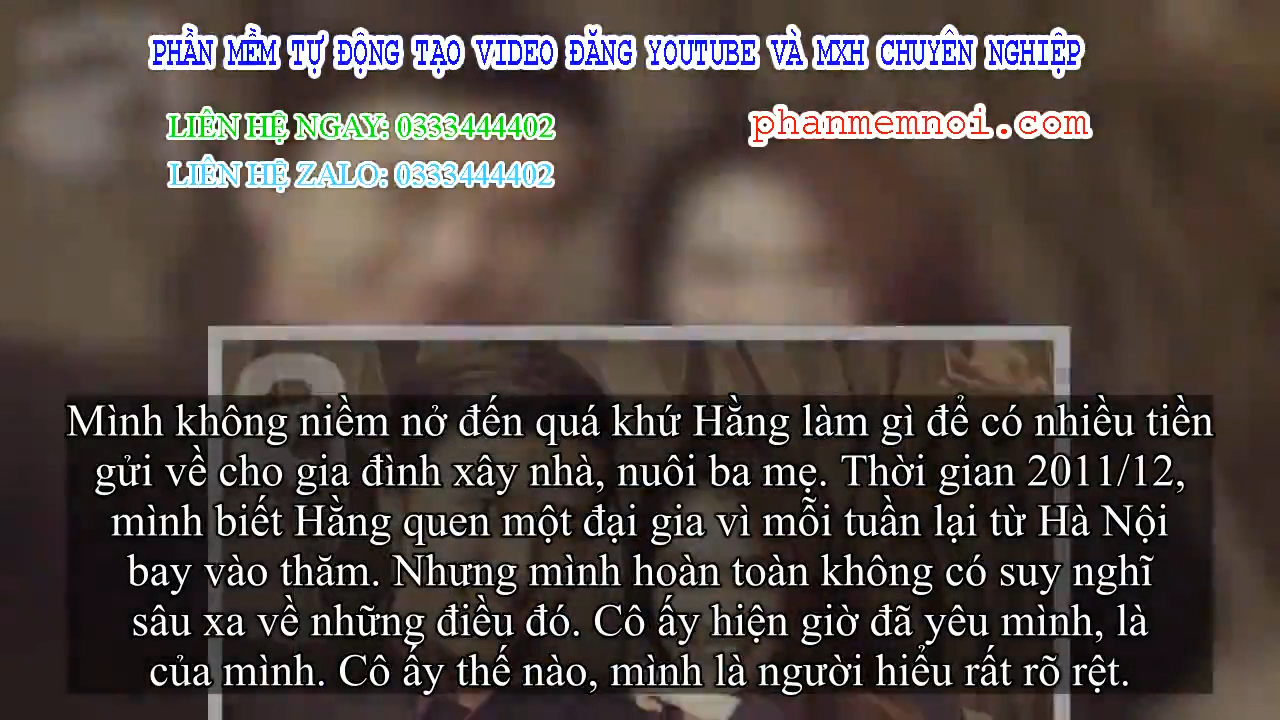 PHẦN MỀM TỰ ĐỘNG TẠO VIDEO ĐĂNG YOUTUBE VÀ MXH CHUYÊN NGHIỆP
LIÊN HỆ NGAY: 0333444402
phanmemnoi.com
LIÊN HỆ ZALO: 0333444402
Mình không niềm nở đến quá khứ Hằng làm gì để có nhiều tiền
gửi về cho gia đình xây nhà, nuôi ba mẹ. Thời gian 2011/12,
mình biết Hằng quen một đại gia vì mỗi tuần lại từ Hà Nội
bay vào thăm. Nhưng mình hoàn toàn không có suy nghĩ
sâu xa về những điều đó. Cô ấy hiện giờ đã yêu mình, là
của mình. Cô ấy thế nào, mình là người hiểu rất rõ rệt.